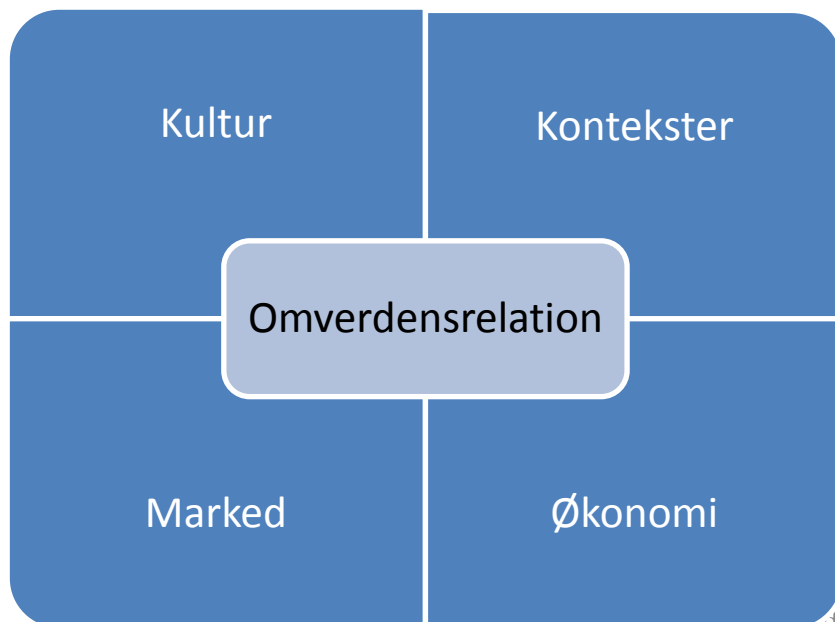 Kultur
Kontekster
Omverdensrelation
Marked
Økonomi